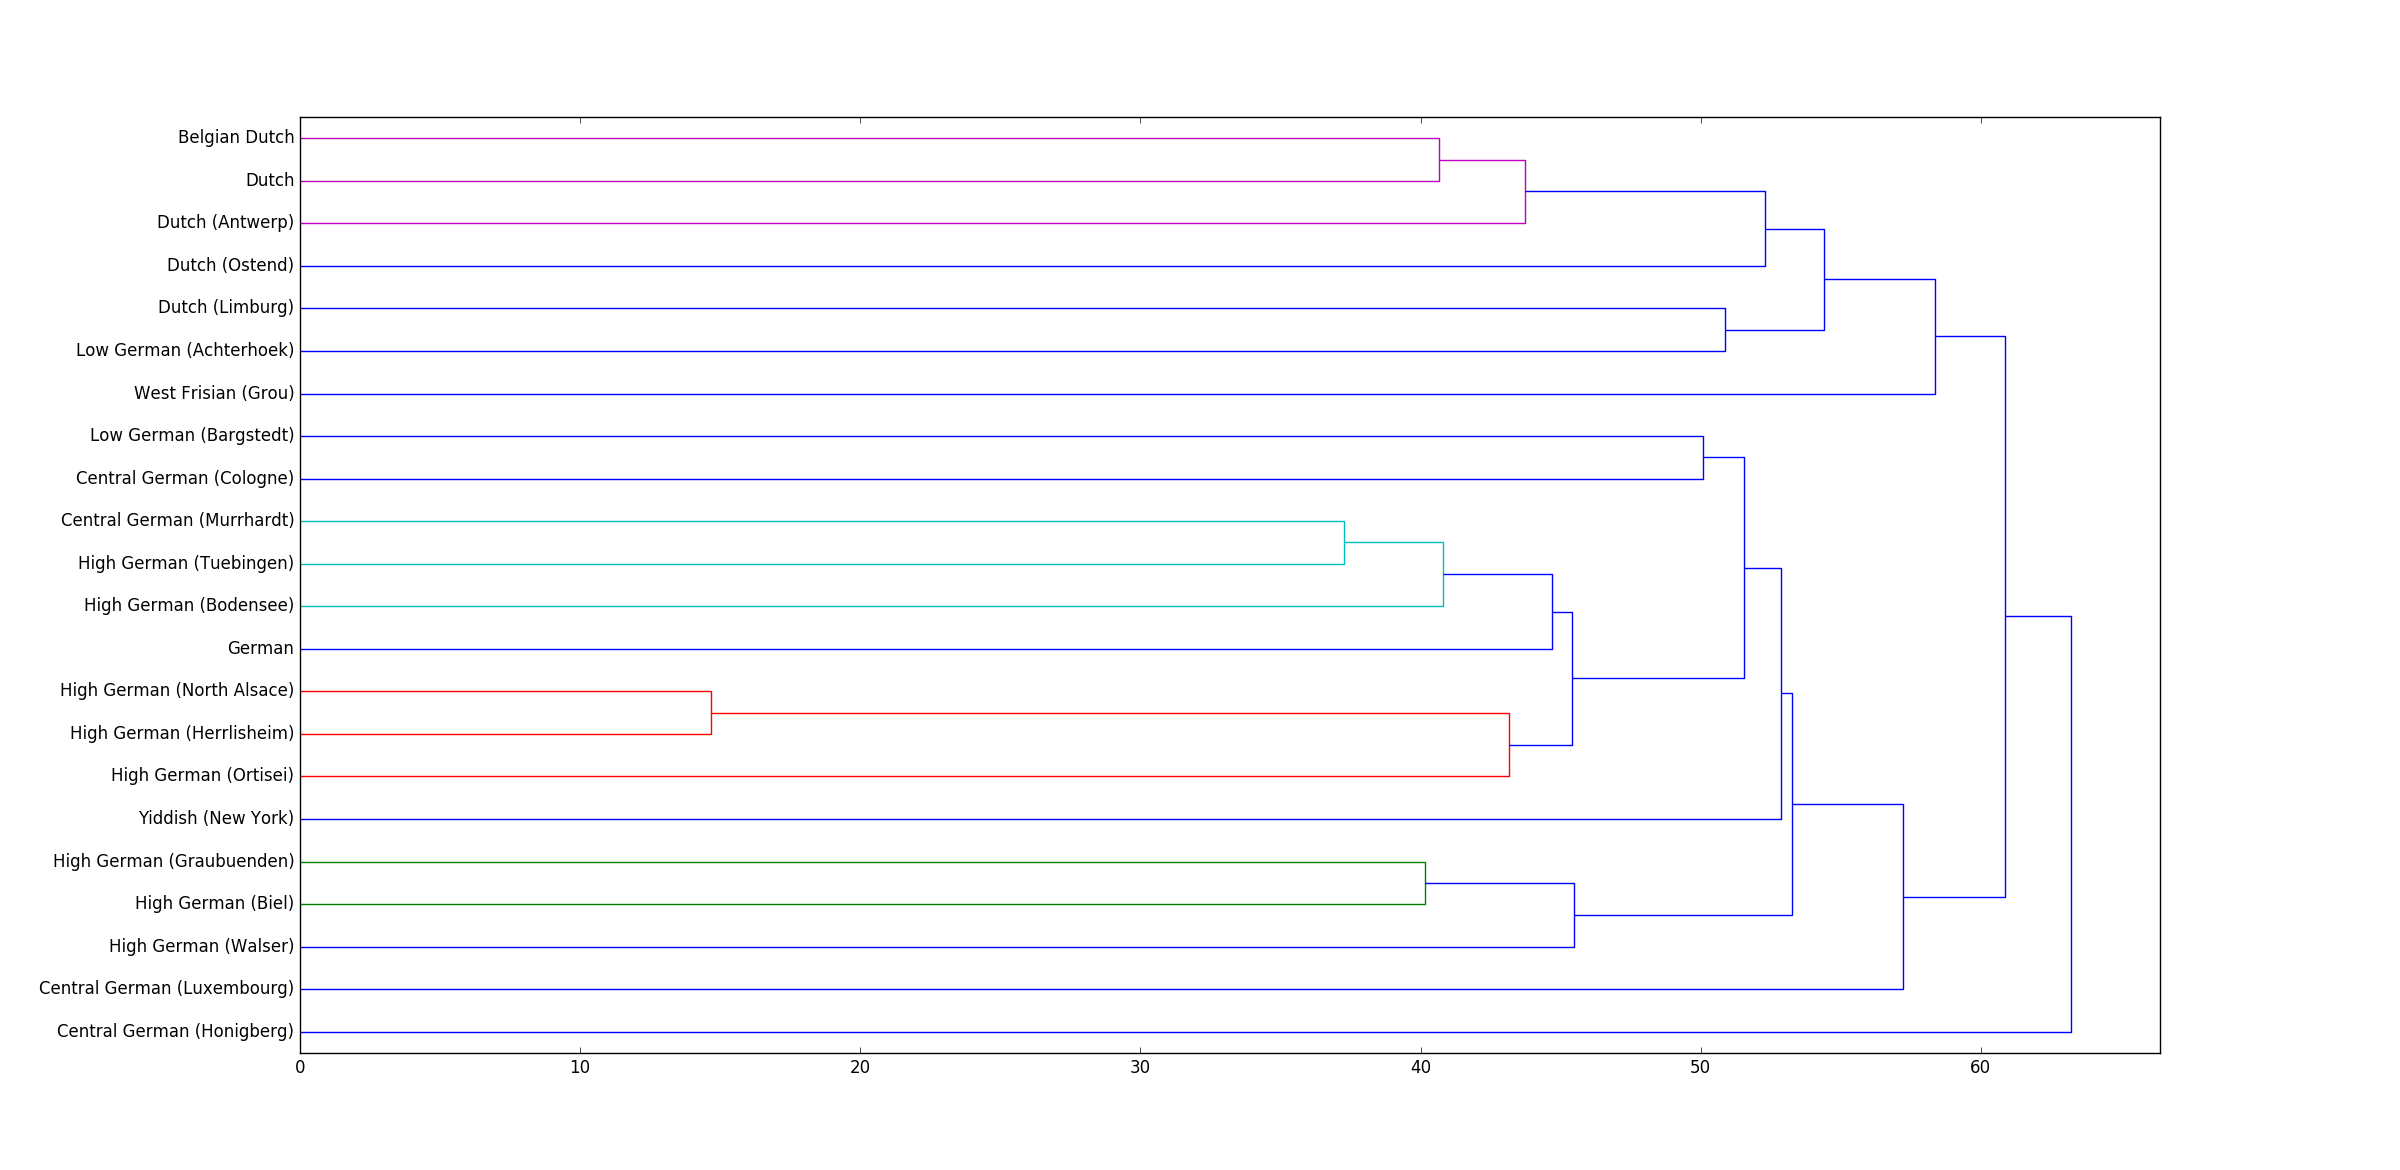 Belgian Dutch
Dutch
Dutch (Antwerp)
Dutch (Ostend)
Dutch (Limburg)
Low German (Achterhoek)
West Frisian (Grou)
Low German (Bargstedt)
Central German (Cologne)
Central German (Murrhardt)
High German (Tuebingen)
High German (Bodensee)
German
High German (North Alsace)
High German (Herrlisheim)
High German (Ortisei)
Yiddish (New York)
High German (Graubuenden)
High German (Biel)
High German (Walser)
Central German (Luxembourg)
Central German (Honigberg)
0 10 20 30 40 50 60